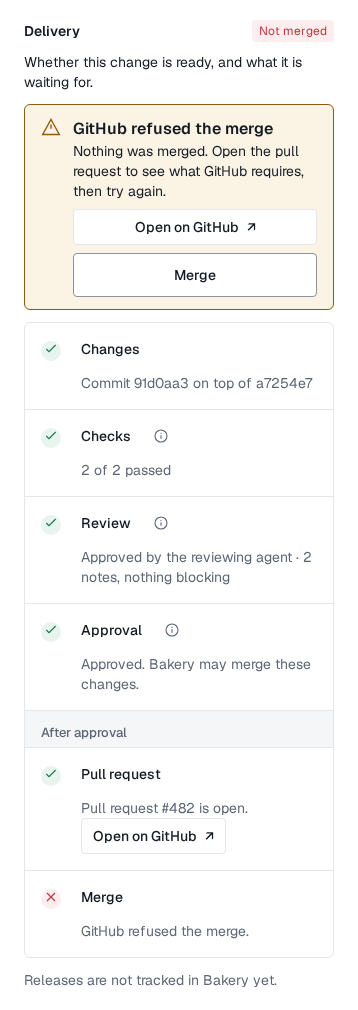 Delivery
Not merged
Whether this change is ready, and what it is
waiting for.
GitHub refused the merge
Nothing was merged. Open the pull
request to see what GitHub requires,
then try again.
Open on GitHub ↗
Merge
Changes
Commit 91d0aa3 on top of a7254e7
Checks
2 of 2 passed
Review
Approved by the reviewing agent · 2
notes, nothing blocking
Approval
Approved. Bakery may merge these
changes.
After approval
Pull request
Pull request #482 is open.
Open on GitHub ↗
Merge
GitHub refused the merge.
Releases are not tracked in Bakery yet.